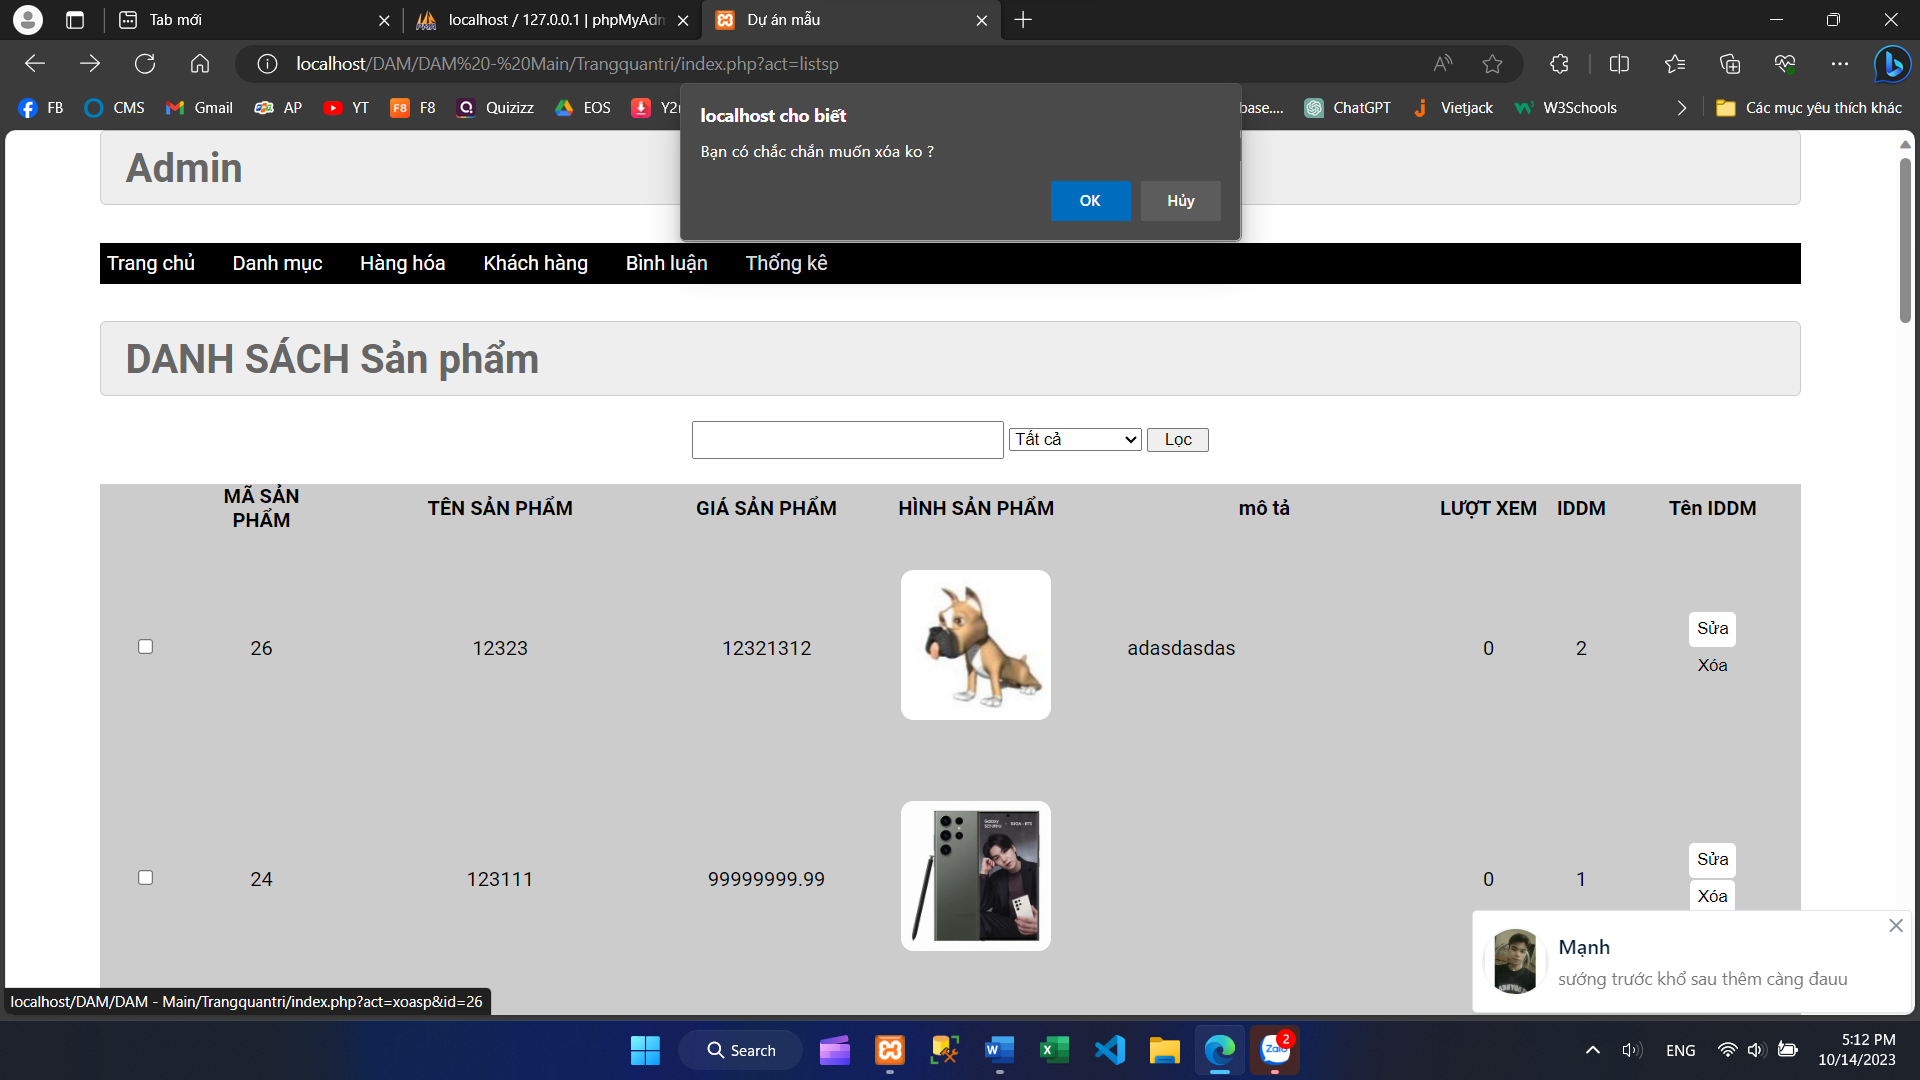 Tab mới
localhost / 127.0.0.1 | phpMyAdm
Dự án mẫu
localhost/DAM/DAM%20-%20Main/Trangquantri/index.php?act=listsp
FB
CMS
Gmail
AP
YT
F8
Quizizz
EOS
base....
ChatGPT
Vietjack
W3Schools
Các mục yêu thích khác
localhost cho biết
Bạn có chắc chắn muốn xóa ko ?
OK
Hủy
Admin
Trang chủ
Danh mục
Hàng hóa
Khách hàng
Bình luận
Thống kê
DANH SÁCH Sản phẩm
Tất cả
Lọc
MÃ SẢN
PHẨM
TÊN SẢN PHẨM
GIÁ SẢN PHẨM
HÌNH SẢN PHẨM
mô tả
LƯỢT XEM
IDDM
Tên IDDM
26
12323
12321312
adasdasdas
0
2
Sửa
Xóa
24
123111
99999999.99
0
1
Sửa
Xóa
Mạnh
sướng trước khổ sau thêm càng đauu
localhost/DAM/DAM - Main/Trangquantri/index.php?act=xoasp&id=26
Search
Zalo
2
ENG
5:12 PM
10/14/2023